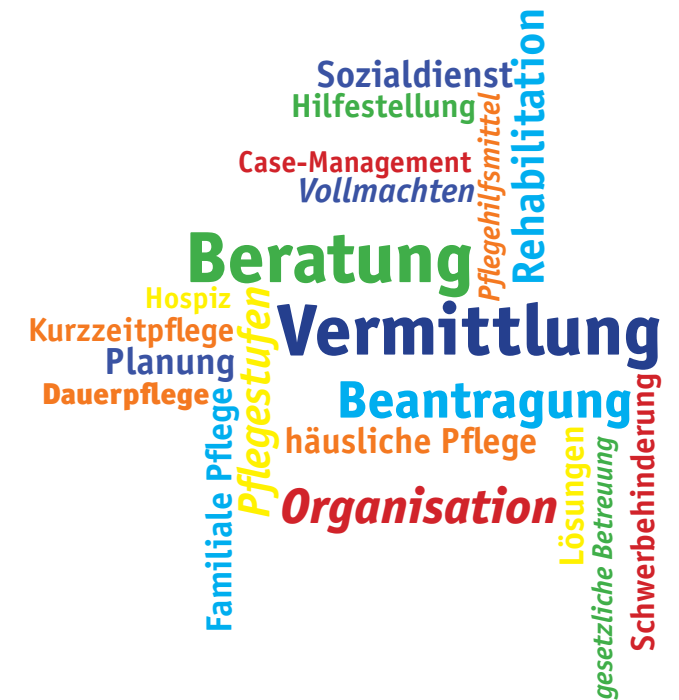 Sozialdienst
Hilfestellung
Rehabilitation
Pflegehilfsmittel
Case-Management
Vollmachten
Beratung
Hospiz
Vermittlung
Kurzzeitpflege
Pflegestufen
Planung
Dauerpflege
Beantragung
Familiale Pflege
häusliche Pflege
Organisation
Lösungen
gesetzliche Betreuung
Schwerbehinderung